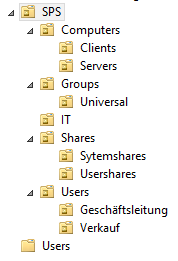 SPS
Computers
Clients
Servers
Groups
Universal
IT
Shares
Sytemshares
Usershares
Users
Geschäftsleitung
Verkauf
Users